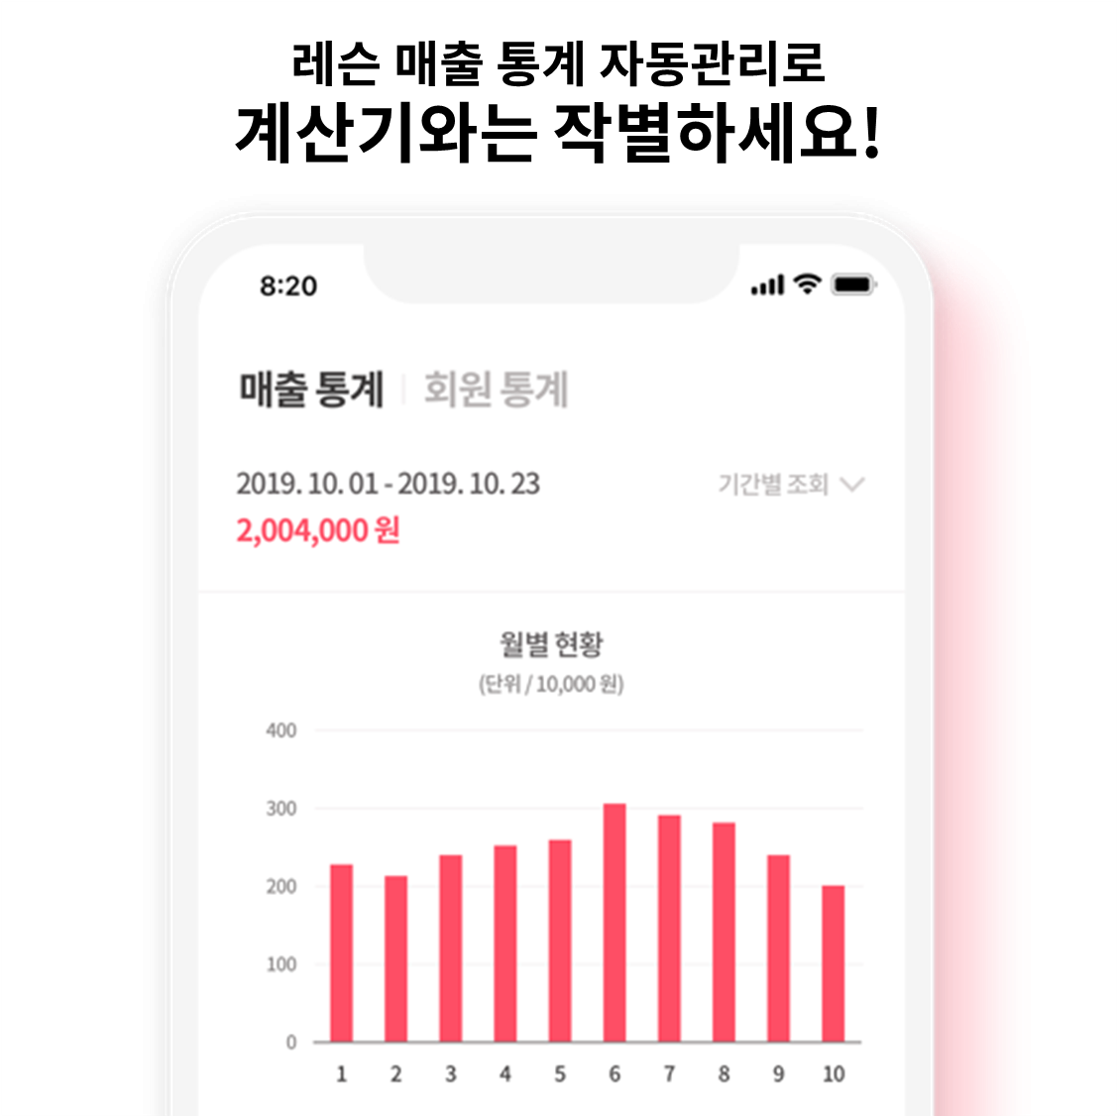 레슨 매출 통계 자동관리로
계산기와는 작별하세요!
8:20
매출 통계 | 회원 통계
2019. 10. 01 - 2019. 10. 23
기간별 조회
2,004,000 원
월별 현황
(단위 / 10,000 원)
400
300
200
100
0
1 2 3 4 5 6 7 8 9 10